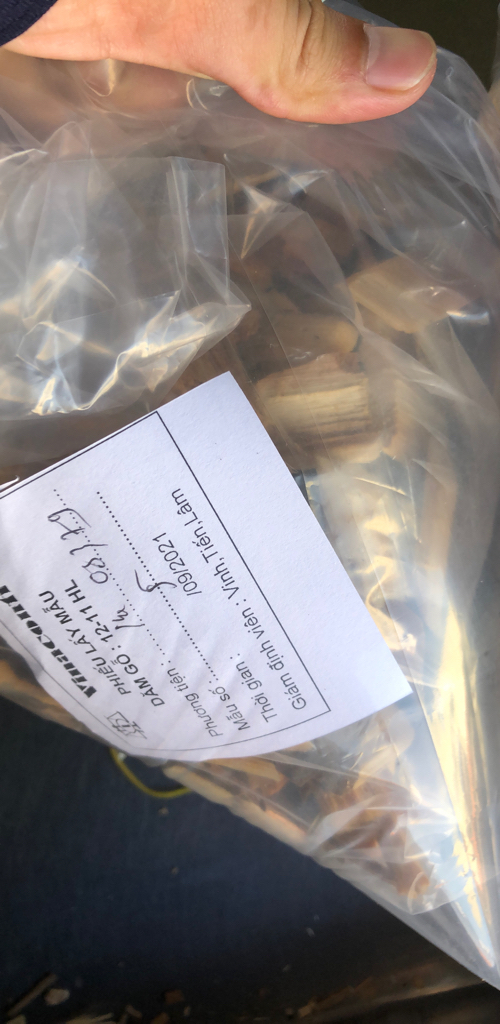 Vinacontrol
PHIẾU LẤY MẪU
DĂM GỖ : 12-11 HL
Phương tiện :
Mẫu số
Thời gian : /09/2021
Giám định viên : Vinh,Tiến,Lâm